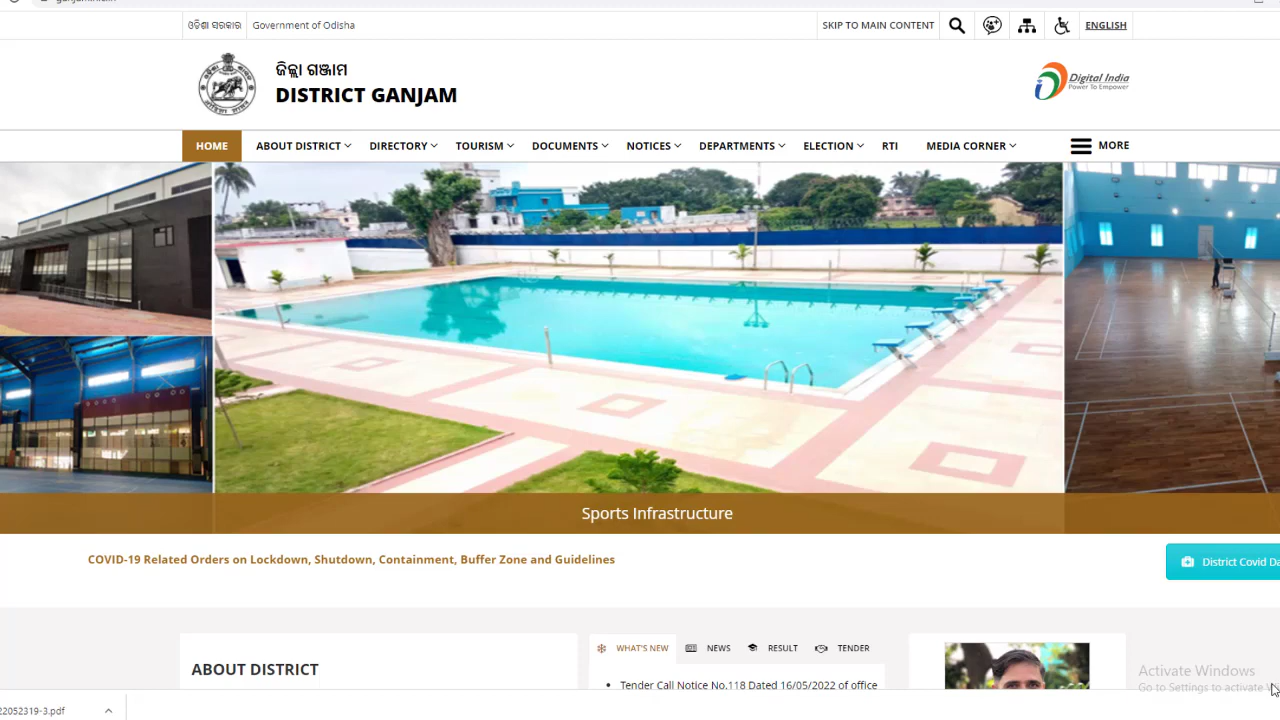 ଓଡ଼ିଶା ସରକାର Government of Odisha SKIP TO MAIN CONTENT ENGLISH
ଜିଲ୍ଲା ଗଞ୍ଜାମ
DISTRICT GANJAM
Digital India
Power To Empower
HOME ABOUT DISTRICT DIRECTORY TOURISM DOCUMENTS NOTICES DEPARTMENTS ELECTION RTI MEDIA CORNER MORE
Sports Infrastructure
COVID-19 Related Orders on Lockdown, Shutdown, Containment, Buffer Zone and Guidelines
District Covid Da
WHAT'S NEW NEWS RESULT TENDER
ABOUT DISTRICT
Tender Call Notice No.118 Dated 16/05/2022 of office
Activate Windows
Go to Settings to activate
22052319-3.pdf